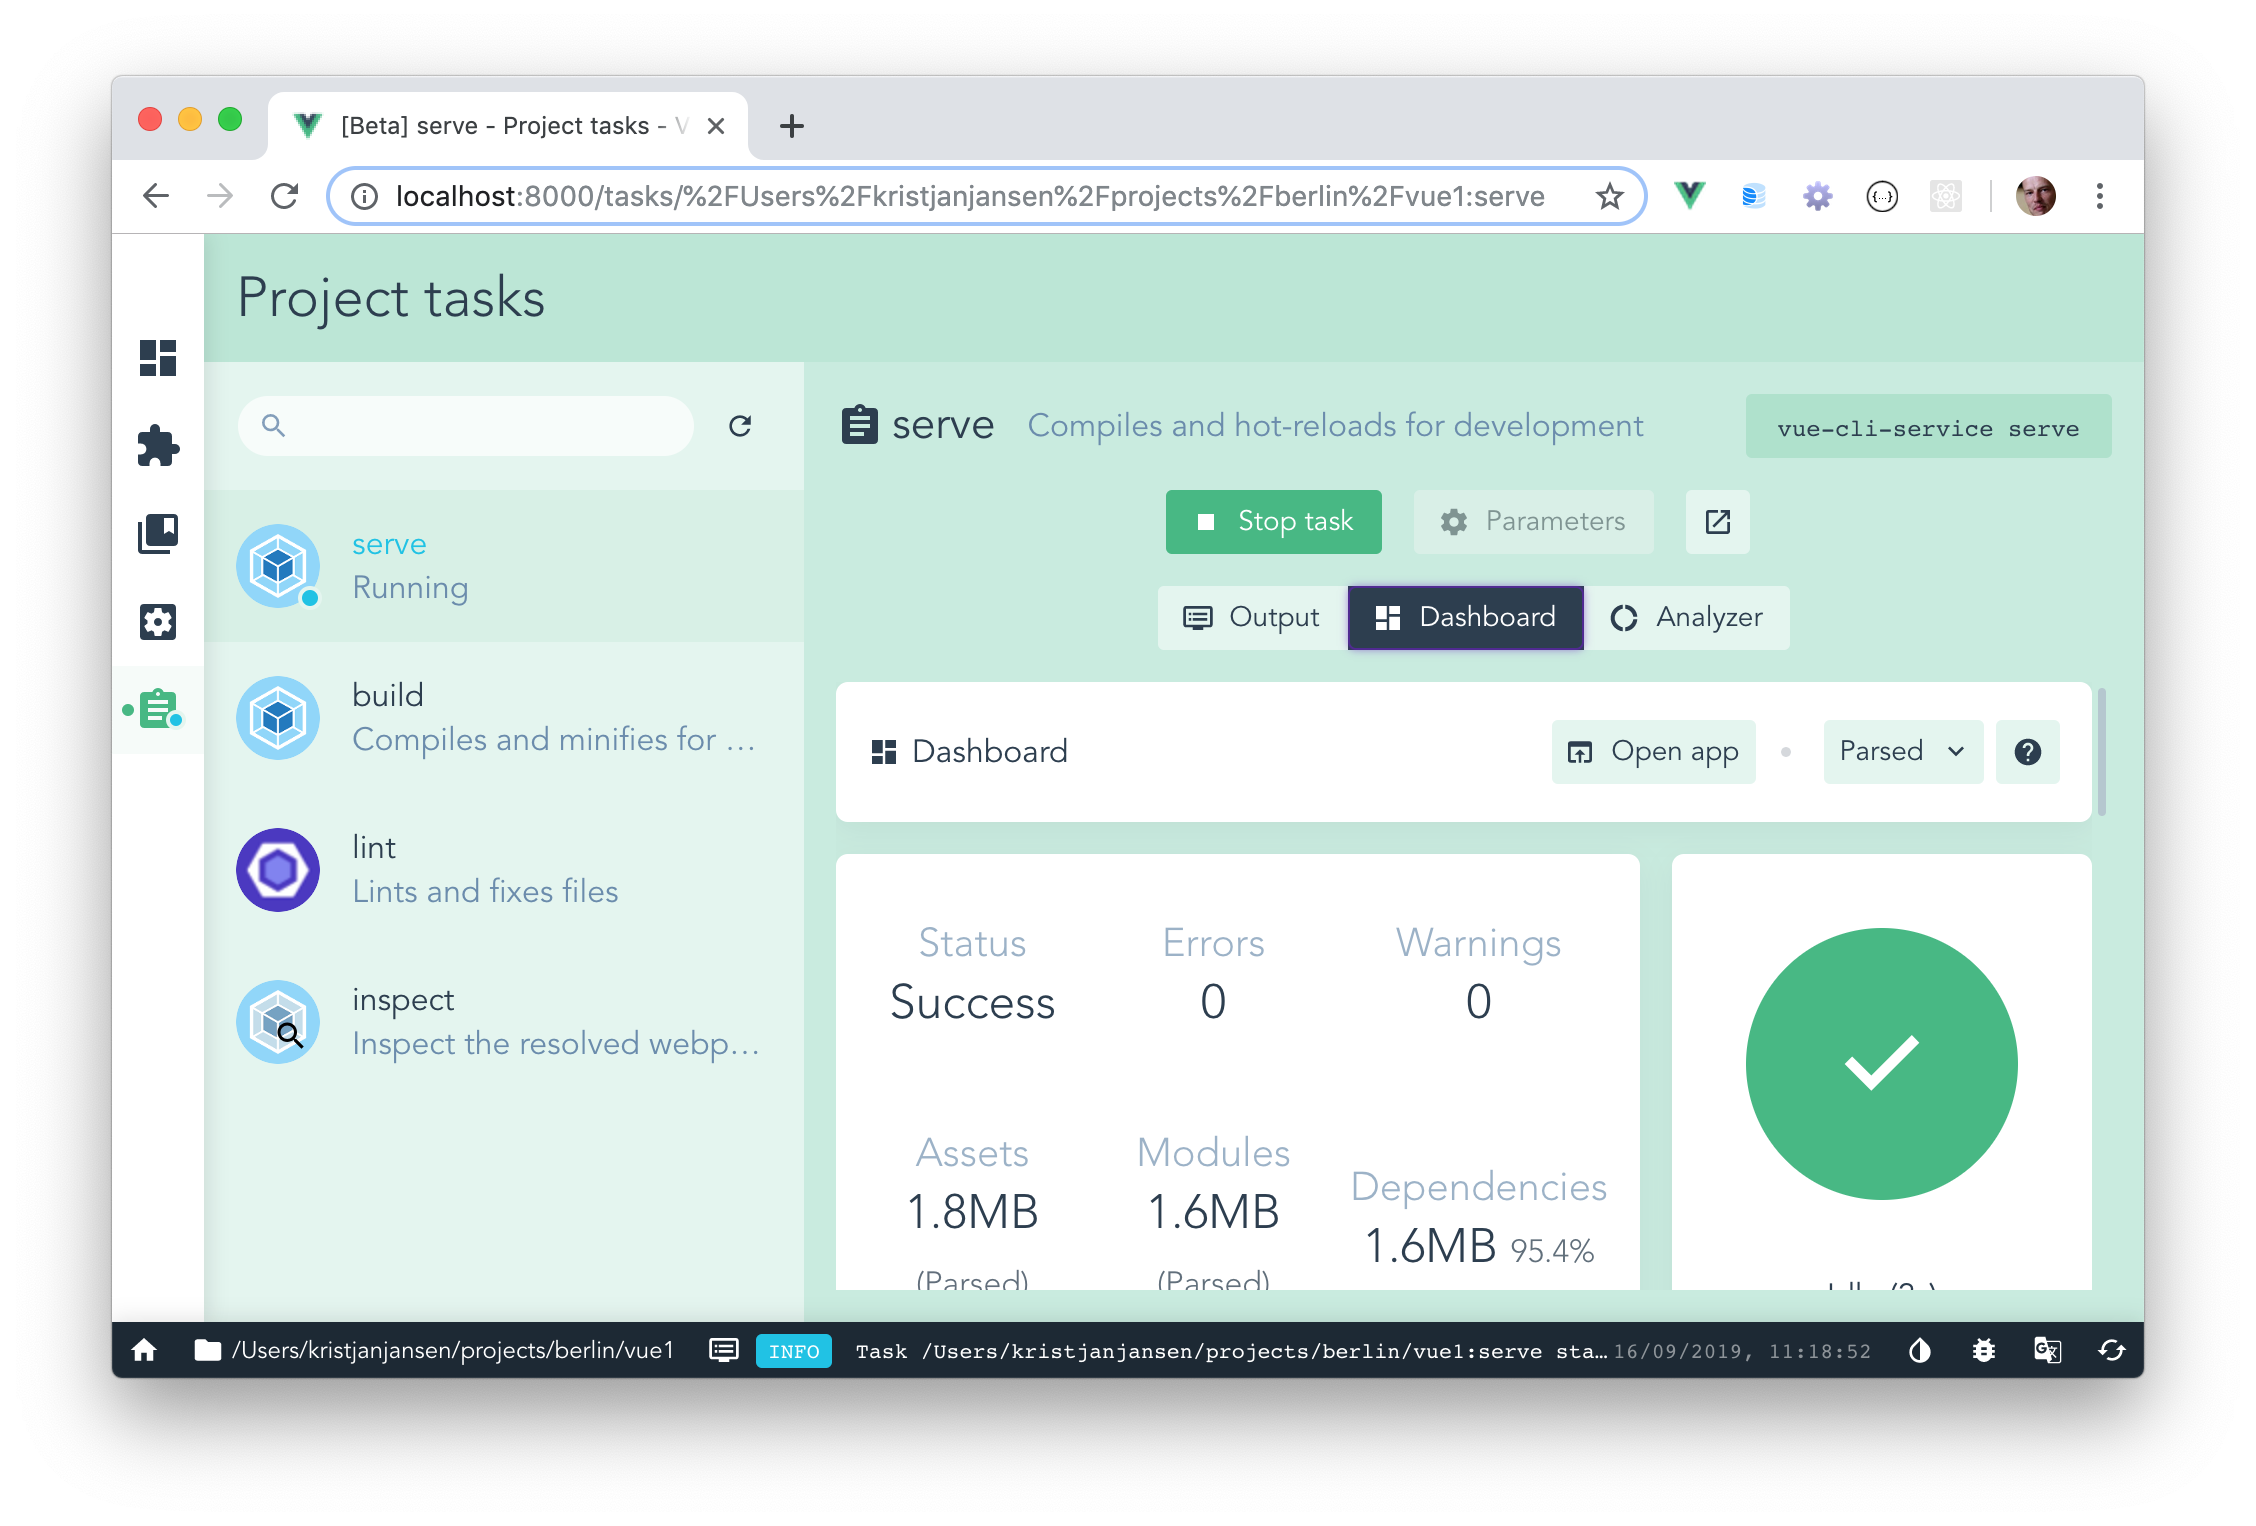 [Beta] serve - Project tasks - V
localhost:8000/tasks/%2FUsers%2Fkristjanjansen%2Fprojects%2Fberlin%2Fvue1:serve
{...}
Project tasks
serve
Running
build
Compiles and minifies for ...
lint
Lints and fixes files
inspect
Inspect the resolved webp...
serve Compiles and hot-reloads for development vue-cli-service serve
Stop task Parameters
Output Dashboard Analyzer
Dashboard Open app Parsed
Status Errors Warnings
Success 0 0
Assets Modules Dependencies
1.8MB 1.6MB 1.6MB 95.4%
(Parsed) (Parsed)
/Users/kristjanjansen/projects/berlin/vue1 INFO Task /Users/kristjanjansen/projects/berlin/vue1:serve sta... 16/09/2019, 11:18:52